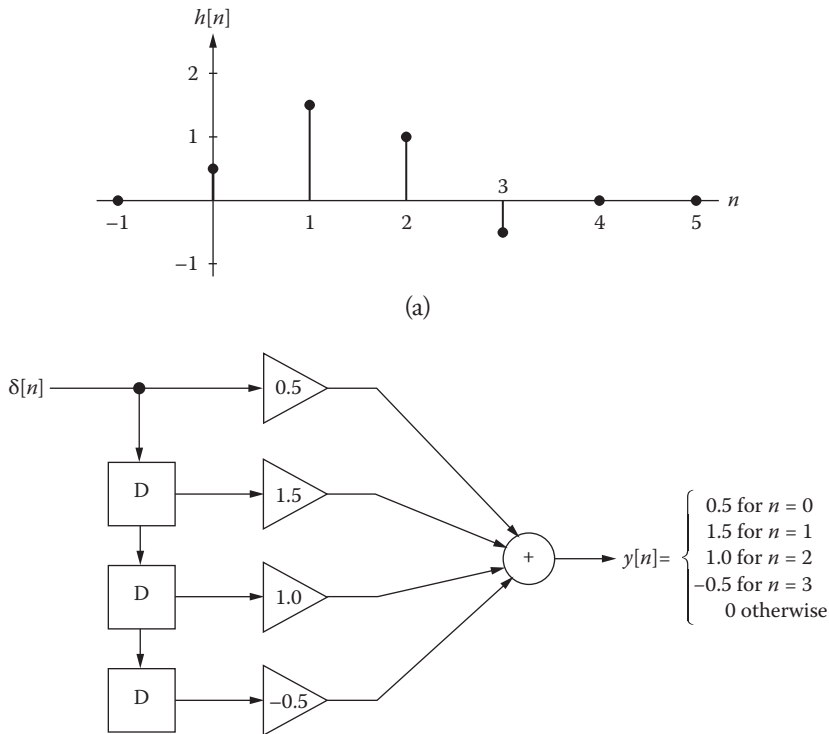 h[n]
2
1
3
n
−1
1
2
4
5
−1
(a)
δ[n]
0.5
D
1.5
D
1.0
D
−0.5
+
y[n]=
0.5 for n = 0
1.5 for n = 1
1.0 for n = 2
−0.5 for n = 3
0 otherwise